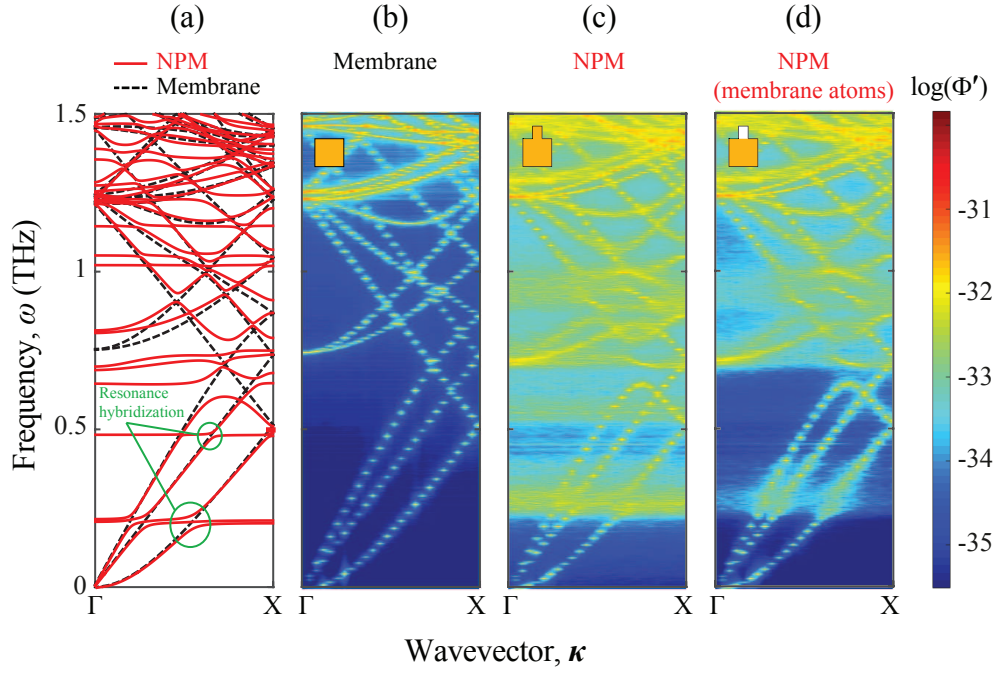 (a)
(b)
(c)
(d)
NPM
Membrane
Membrane
NPM
NPM
(membrane atoms)
log(Φ′)
1.5
1
0.5
0
Frequency, ω (THz)
Resonance
hybridization
-31
-32
-33
-34
-35
Γ
X
Γ
X
Γ
X
Γ
X
Wavevector, κ